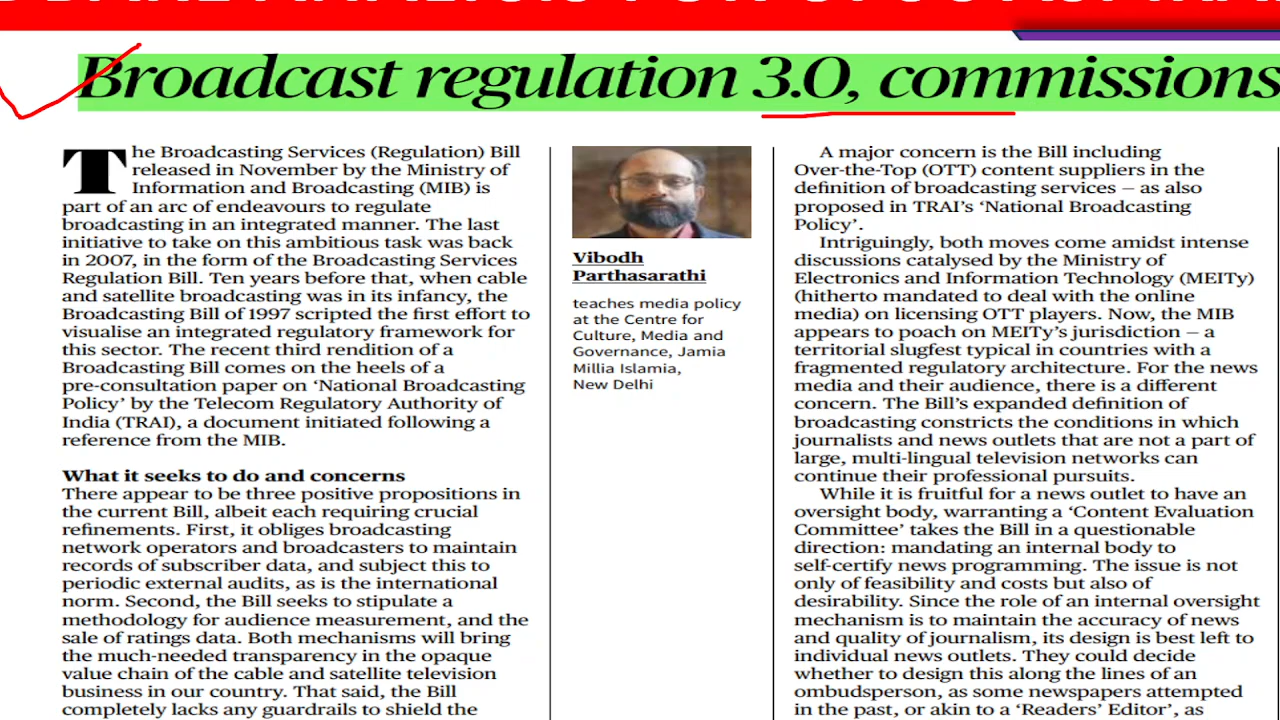 Broadcast regulation 3.0, commissions
The Broadcasting Services (Regulation) Bill
released in November by the Ministry of
Information and Broadcasting (MIB) is
part of an arc of endeavours to regulate
broadcasting in an integrated manner. The last
initiative to take on this ambitious task was back
in 2007, in the form of the Broadcasting Services
Regulation Bill. Ten years before that, when cable
and satellite broadcasting was in its infancy, the
Broadcasting Bill of 1997 scripted the first effort to
visualise an integrated regulatory framework for
this sector. The recent third rendition of a
Broadcasting Bill comes on the heels of a
pre-consultation paper on ‘National Broadcasting
Policy’ by the Telecom Regulatory Authority of
India (TRAI), a document initiated following a
reference from the MIB.
What it seeks to do and concerns
There appear to be three positive propositions in
the current Bill, albeit each requiring crucial
refinements. First, it obliges broadcasting
network operators and broadcasters to maintain
records of subscriber data, and subject this to
periodic external audits, as is the international
norm. Second, the Bill seeks to stipulate a
methodology for audience measurement, and the
sale of ratings data. Both mechanisms will bring
the much-needed transparency in the opaque
value chain of the cable and satellite television
business in our country. That said, the Bill
completely lacks any guardrails to shield the
Vibodh
Parthasarathi
teaches media policy
at the Centre for
Culture, Media and
Governance, Jamia
Millia Islamia,
New Delhi
A major concern is the Bill including
Over-the-Top (OTT) content suppliers in the
definition of broadcasting services — as also
proposed in TRAI’s ‘National Broadcasting
Policy’.
Intriguingly, both moves come amidst intense
discussions catalysed by the Ministry of
Electronics and Information Technology (MEITy)
(hitherto mandated to deal with the online
media) on licensing OTT players. Now, the MIB
appears to poach on MEITy’s jurisdiction — a
territorial slugfest typical in countries with a
fragmented regulatory architecture. For the news
media and their audience, there is a different
concern. The Bill’s expanded definition of
broadcasting constricts the conditions in which
journalists and news outlets that are not a part of
large, multi-lingual television networks can
continue their professional pursuits.
While it is fruitful for a news outlet to have an
oversight body, warranting a ‘Content Evaluation
Committee’ takes the Bill in a questionable
direction: mandating an internal body to
self-certify news programming. The issue is not
only of feasibility and costs but also of
desirability. Since the role of an internal oversight
mechanism is to maintain the accuracy of news
and quality of journalism, its design is best left to
individual news outlets. They could decide
whether to design this along the lines of an
ombudsperson, as some newspapers attempted
in the past, or akin to a ‘Readers’ Editor’, as